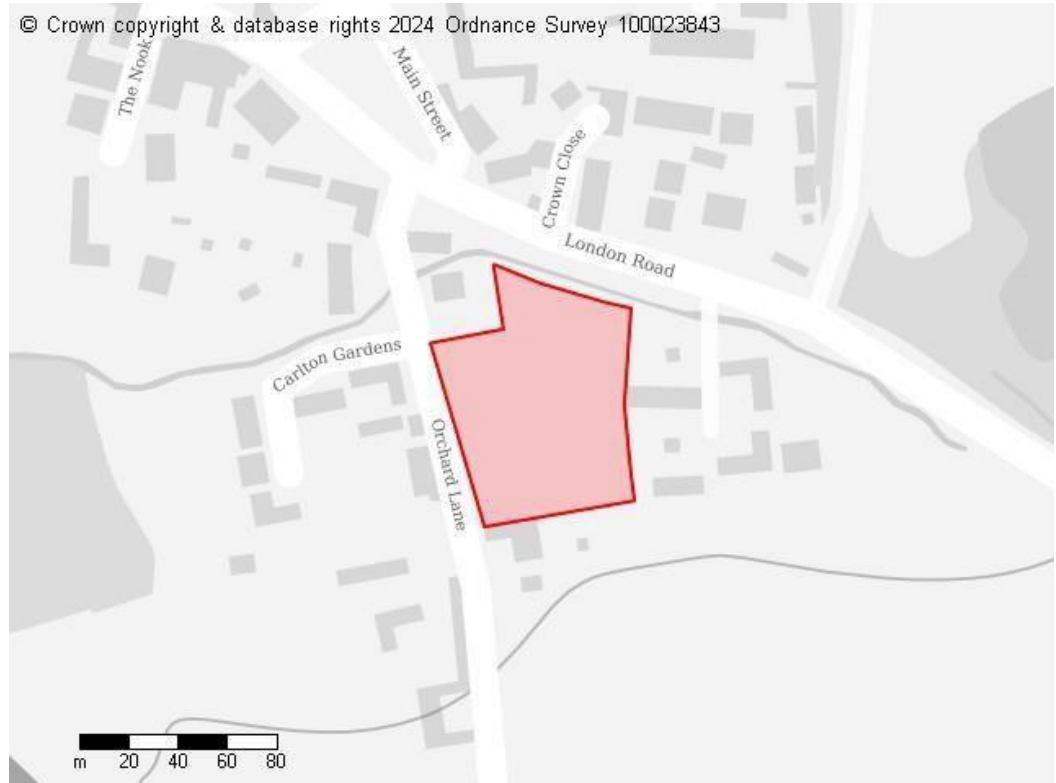 © Crown copyright & database rights 2024 Ordnance Survey 100023843
The Nook
Main Street
Crown Close
London Road
Carlton Gardens
Orchard Lane
m 20 40 60 80